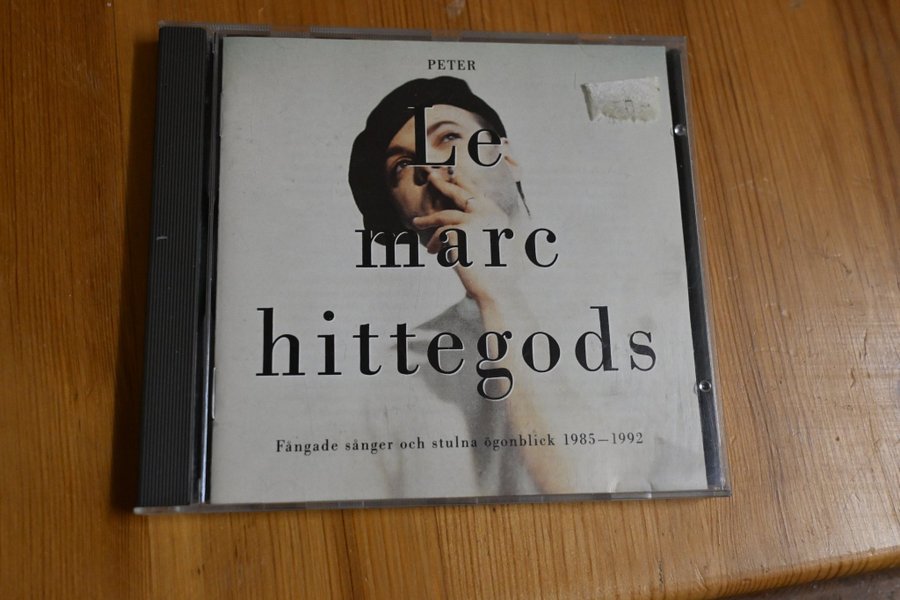 PETER
Le
marc
hittegods
Fångade sånger och stulna ögonblick 1985—1992